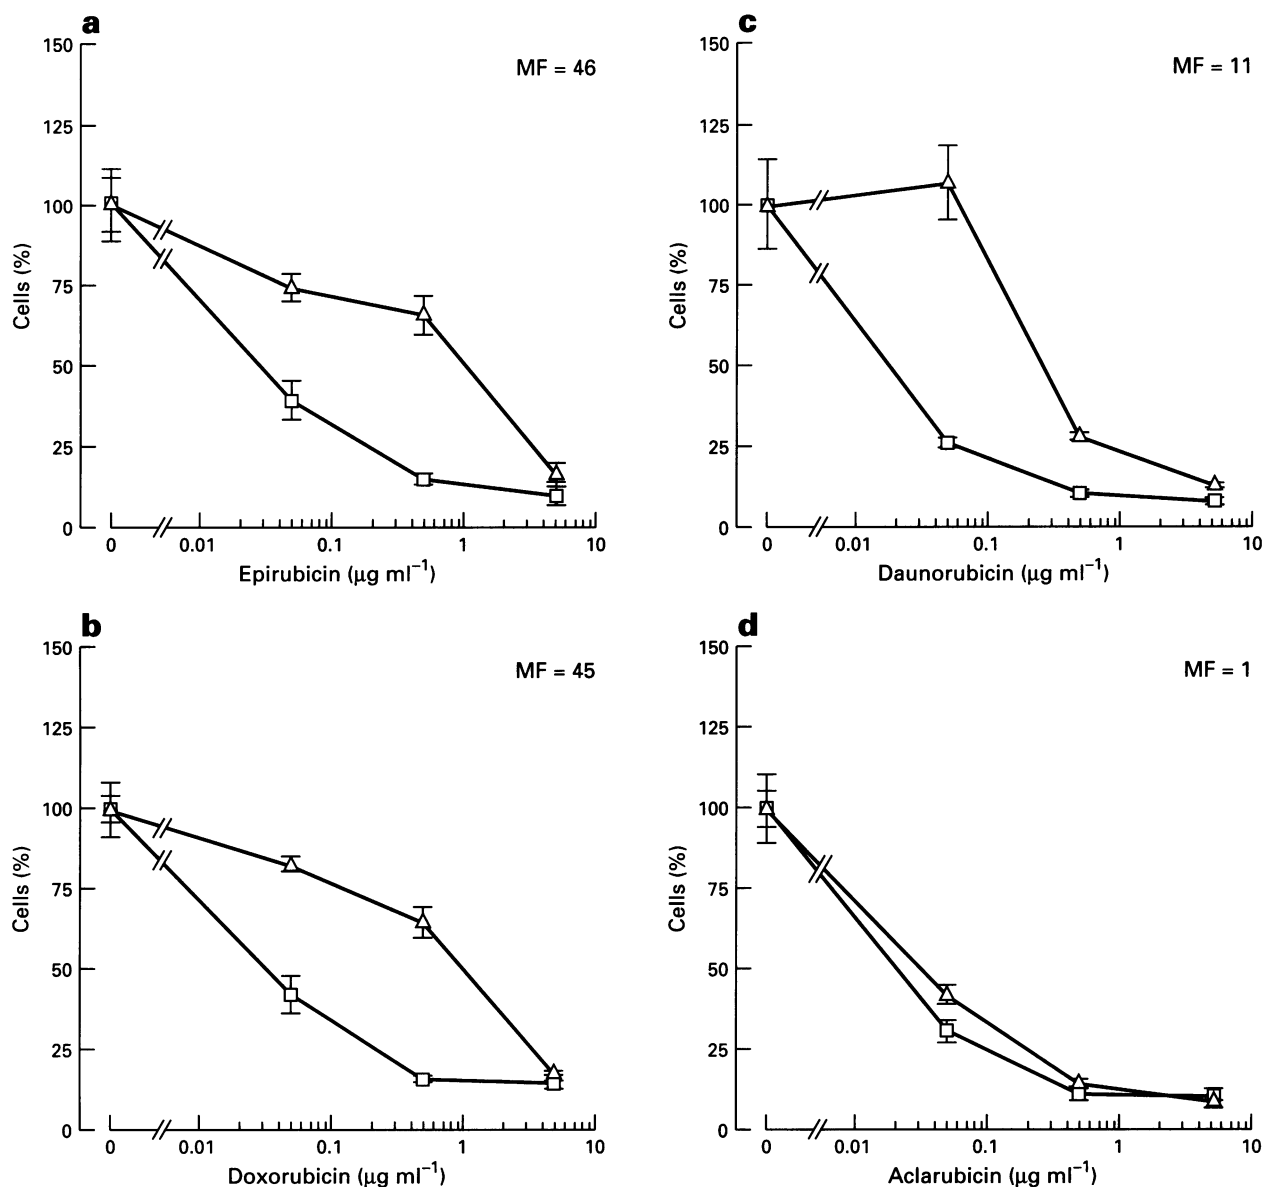 a
MF = 46
150
125
100
75
50
25
0
Cells (%)
0 0.01 0.1 1 10
Epirubicin (μg ml⁻¹)
c
MF = 11
150
125
100
75
50
25
0
Cells (%)
0 0.01 0.1 1 10
Daunorubicin (μg ml⁻¹)
b
MF = 45
150
125
100
75
50
25
0
Cells (%)
0 0.01 0.1 1 10
Doxorubicin (μg ml⁻¹)
d
MF = 1
150
125
100
75
50
25
0
Cells (%)
0 0.01 0.1 1 10
Aclarubicin (μg ml⁻¹)